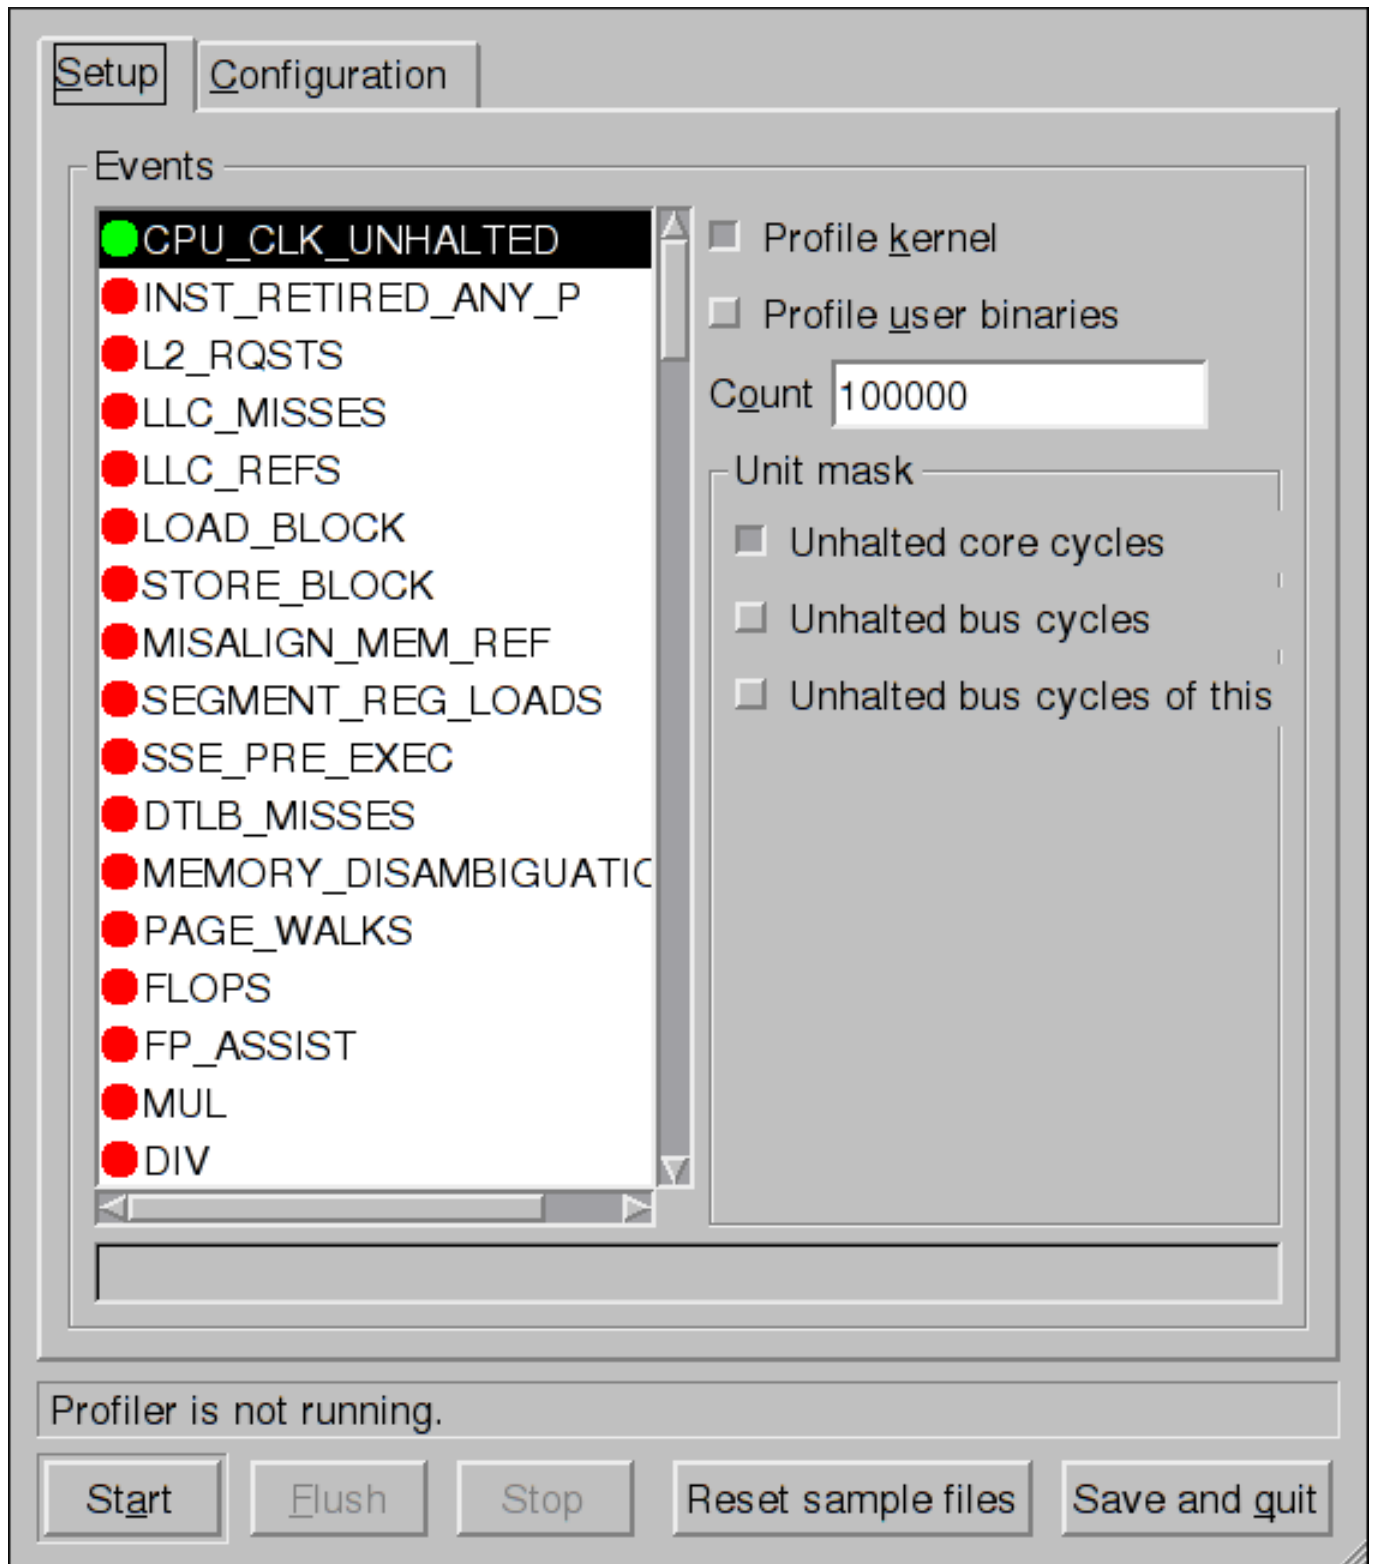 Setup
Configuration
Events
CPU_CLK_UNHALTED
INST_RETIRED_ANY_P
L2_RQSTS
LLC_MISSES
LLC_REFS
LOAD_BLOCK
STORE_BLOCK
MISALIGN_MEM_REF
SEGMENT_REG_LOADS
SSE_PRE_EXEC
DTLB_MISSES
MEMORY_DISAMBIGUATIO
PAGE_WALKS
FLOPS
FP_ASSIST
MUL
DIV
Profile kernel
Profile user binaries
Count 100000
Unit mask
Unhalted core cycles
Unhalted bus cycles
Unhalted bus cycles of this
Profiler is not running.
Start
Flush
Stop
Reset sample files
Save and quit